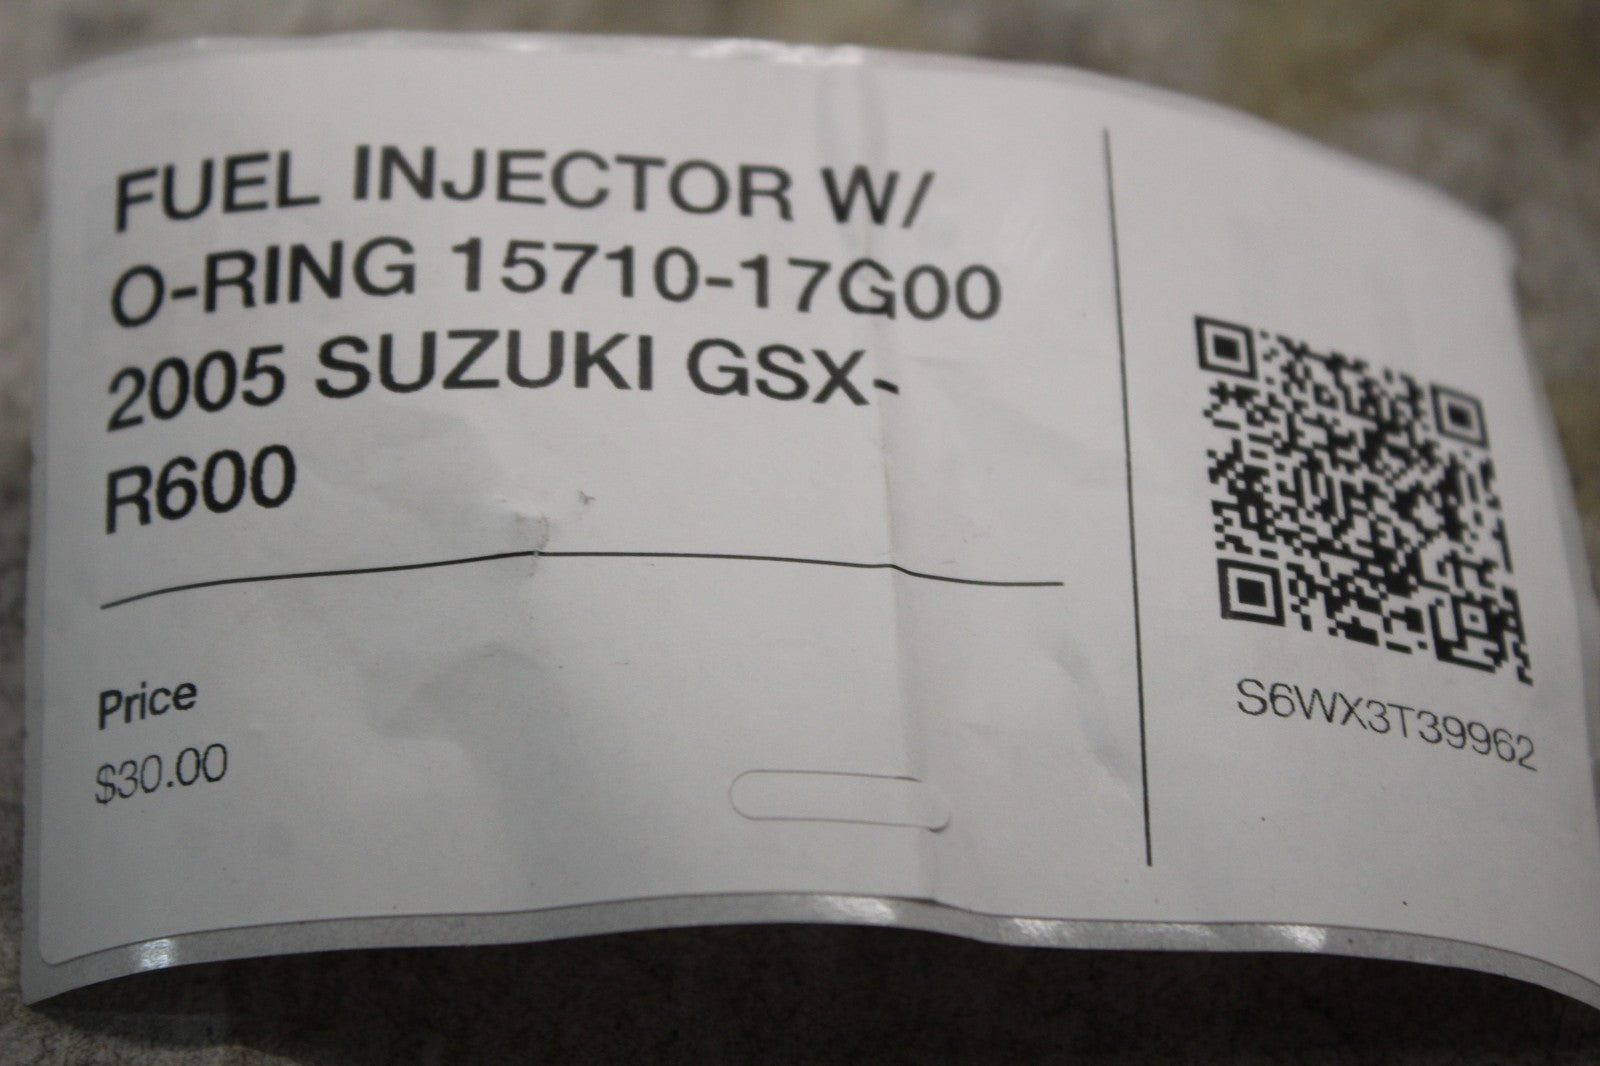 FUEL INJECTOR W/
O-RING 15710-17G00
2005 SUZUKI GSX-
R600
Price
$30.00
S6WX3T39962